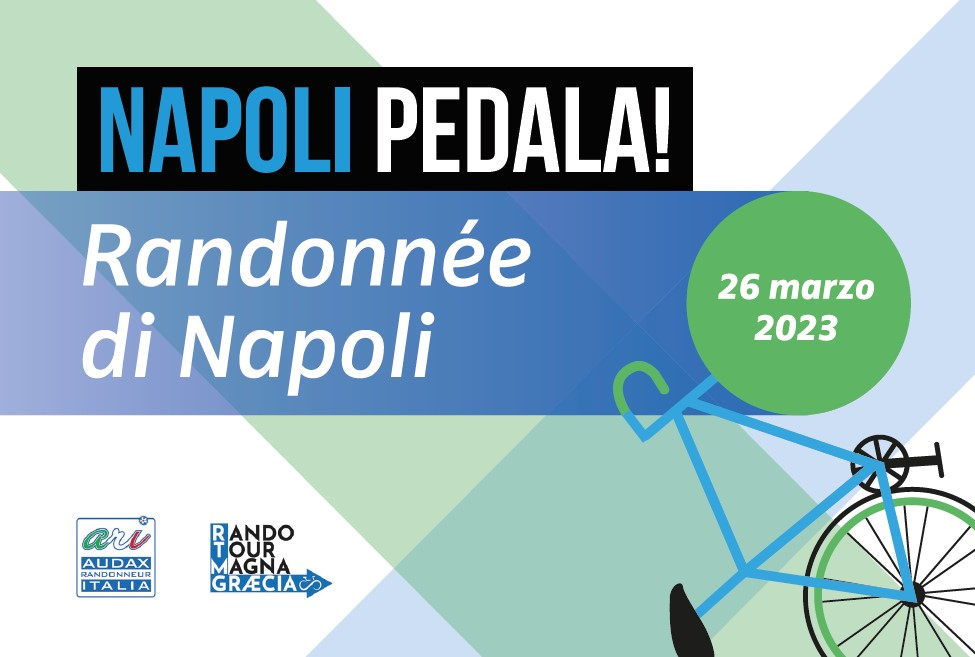 NAPOLI PEDALA!
Randonnée
di Napoli
26 marzo
2023
ari
AUDAX
RANDONNEUR
ITALIA
RANDO
TOUR
MAGNA
GRÆCIA